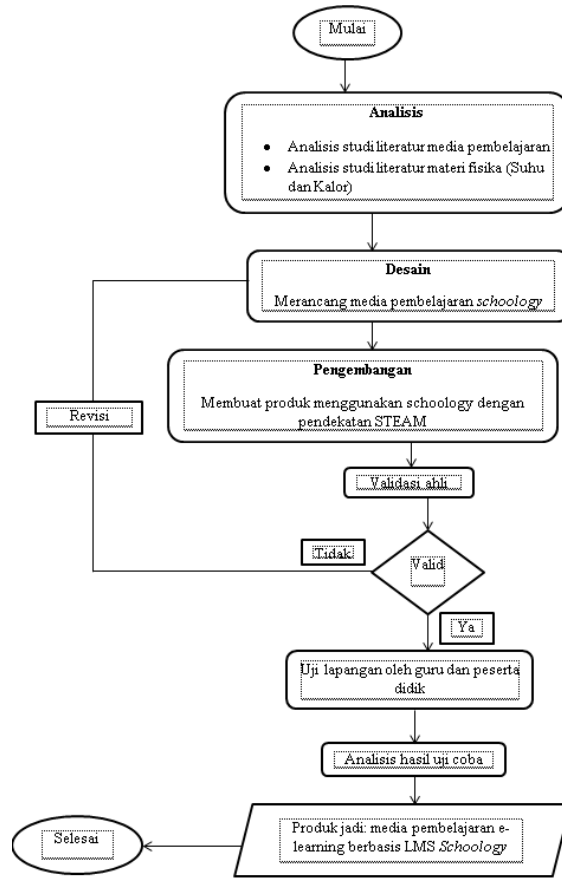 Mulai
Analisis
• Analisis studi literatur media pembelajaran
• Analisis studi literatur materi fisika (Suhu
dan Kalor)
Desain
Merancang media pembelajaran schoology
Pengembangan
Membuat produk menggunakan schoology dengan
pendekatan STEAM
Revisi
Validasi ahli
Tidak
Valid
Ya
Uji lapangan oleh guru dan peserta
didik
Analisis hasil uji coba
Produk jadi: media pembelajaran e-
learning berbasis LMS Schoology
Selesai